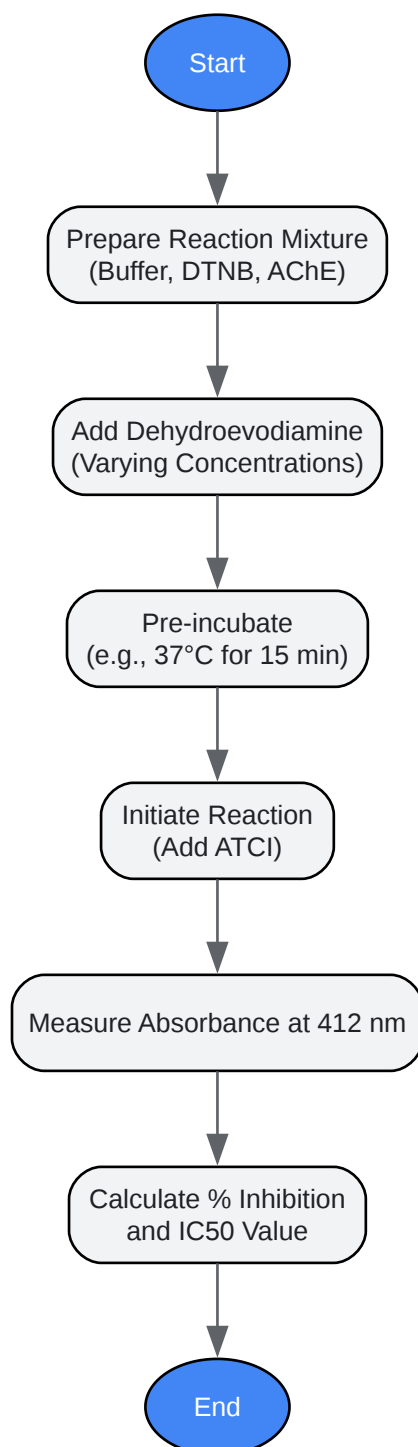 Start
Prepare Reaction Mixture
(Buffer, DTNB, AChE)
Add Dehydroevodiamine
(Varying Concentrations)
Pre-incubate
(e.g., 37°C for 15 min)
Initiate Reaction
(Add ATCI)
Measure Absorbance at 412 nm
Calculate % Inhibition
and IC50 Value
End